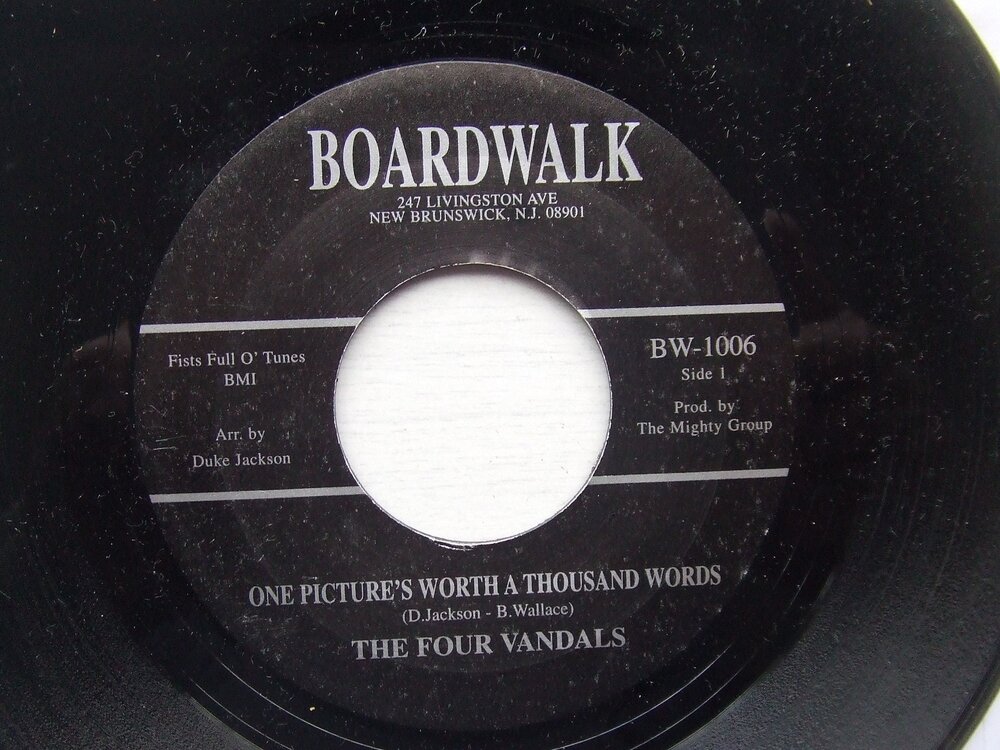 BOARDWALK
247 LIVINGSTON AVE
NEW BRUNSWICK, N.J. 08901
Fists Full O' Tunes
BMI
Arr. by
Duke Jackson
BW-1006
Side 1
Prod. by
The Mighty Group
ONE PICTURE'S WORTH A THOUSAND WORDS
(D.Jackson - B.Wallace)
THE FOUR VANDALS